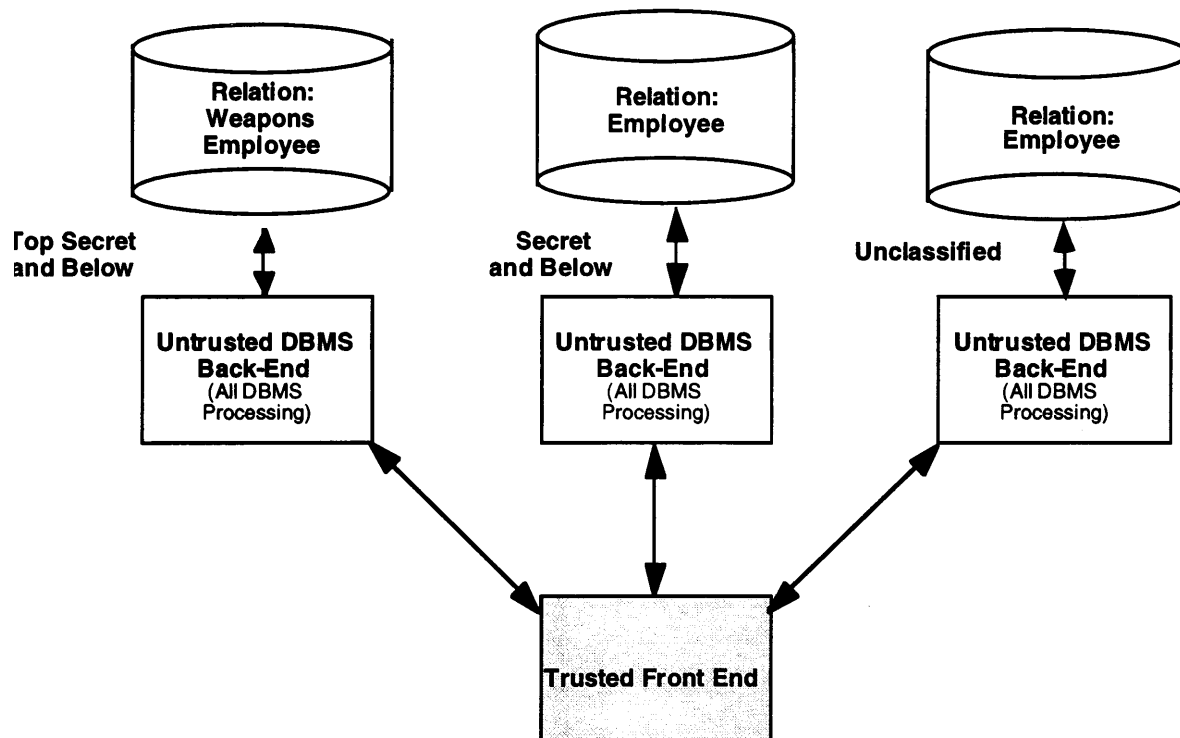 Relation:
Weapons
Employee
Relation:
Employee
Relation:
Employee
Top Secret
and Below
Secret
and Below
Unclassified
Untrusted DBMS
Back-End
(All DBMS
Processing)
Untrusted DBMS
Back-End
(All DBMS
Processing)
Untrusted DBMS
Back-End
(All DBMS
Processing)
Trusted Front End